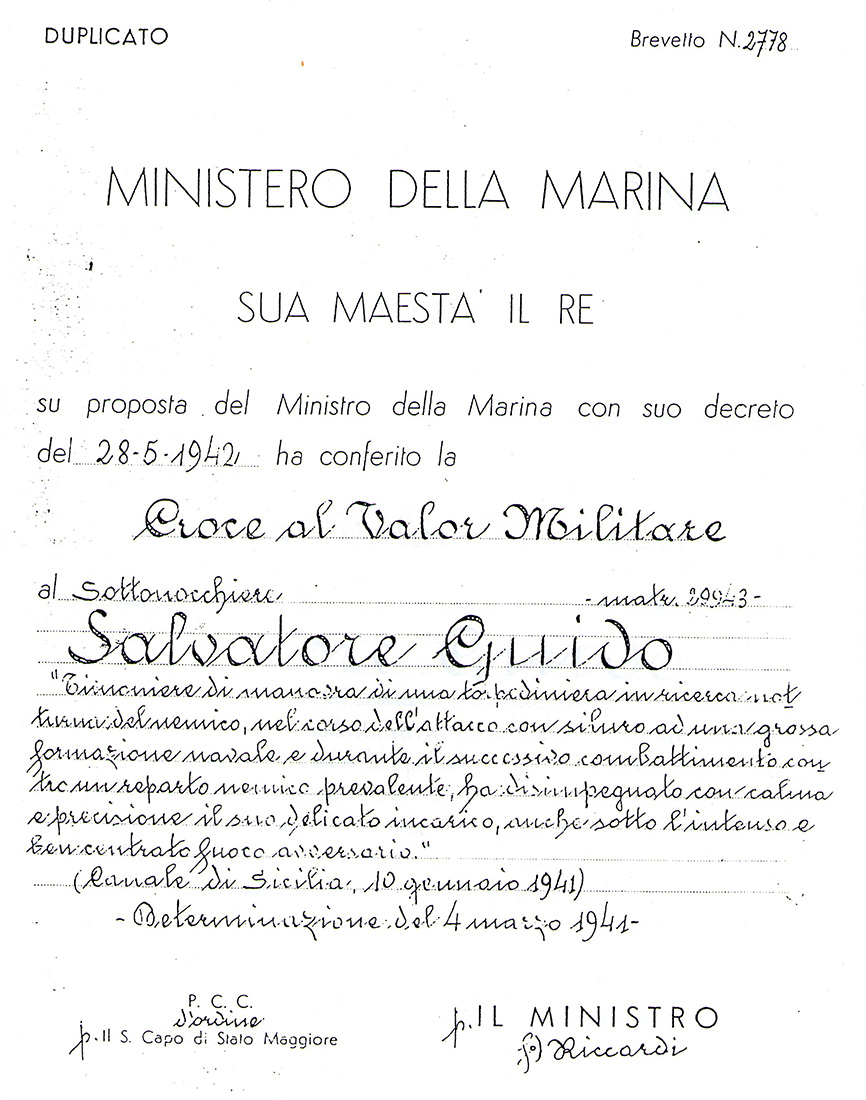 DUPLICATO
Brevetto N. 2778
MINISTERO DELLA MARINA
SUA MAESTA' IL RE
su proposta del Ministro della Marina con suo decreto
del 28-5-1942 ha conferito la
Croce al Valor Militare
al Sottonocchiere - matr. 29943 -
Salvatore Guido
"Timoniere di manovra di una torpediniera in ricerca not
turna del nemico, nel corso dell'attacco con siluro ad una grossa
formazione navale e durante il successivo combattimento con
tro un reparto nemico prevalente, ha disimpegnato con calma
e precisione il suo delicato incarico, anche sotto l'intenso e
ben centrato fuoco avversario."
(Canale di Sicilia, 10 gennaio 1941)
- Determinazione del 4 marzo 1941 -
P. C. C.
d'ordine
p. Il S. Capo di Stato Maggiore
p. IL MINISTRO
f°) Riccardi